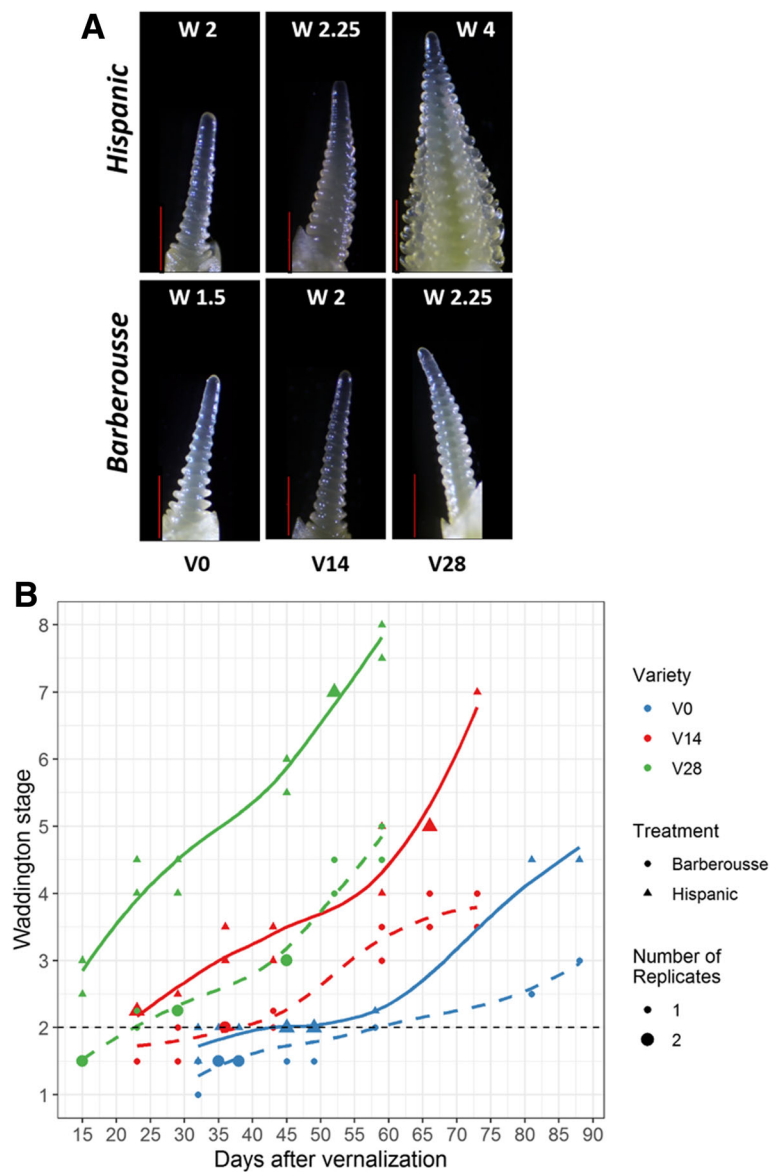 A
Hispanic
W 2
W 2.25
W 4
Barberousse
W 1.5
W 2
W 2.25
V0
V14
V28
B
Waddington stage
8
7
6
5
4
3
2
1
15
20
25
30
35
40
45
50
55
60
65
70
75
80
85
90
Days after vernalization
Variety
V0
V14
V28
Treatment
Barberousse
Hispanic
Number of
Replicates
1
2